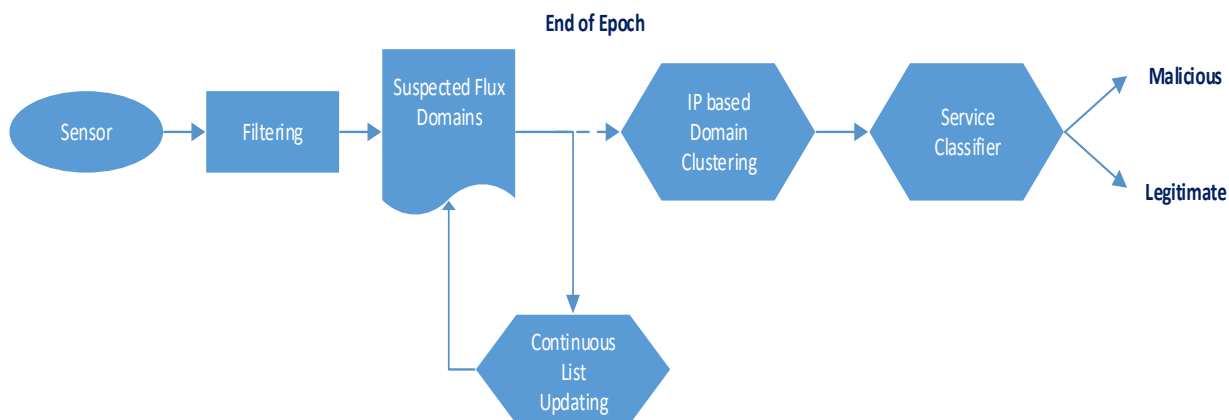 End of Epoch
Sensor
Filtering
Suspected Flux
Domains
IP based
Domain
Clustering
Service
Classifier
Malicious
Legitimate
Continuous
List
Updating